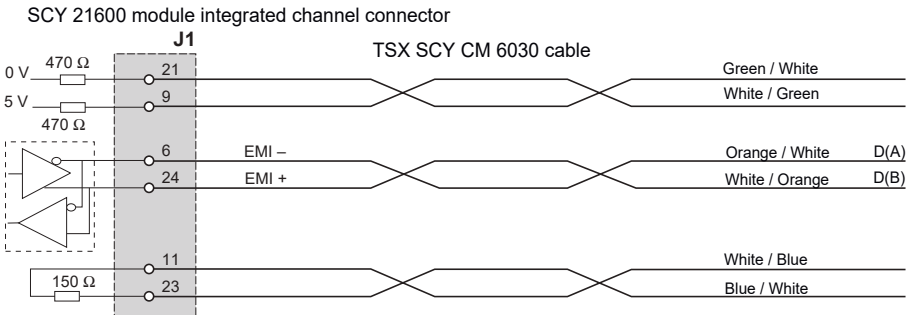 SCY 21600 module integrated channel connector
J1
TSX SCY CM 6030 cable
0 V 470 Ω 21 Green / White
5 V 470 Ω 9 White / Green
6 EMI – Orange / White D(A)
24 EMI + White / Orange D(B)
11 White / Blue
150 Ω 23 Blue / White